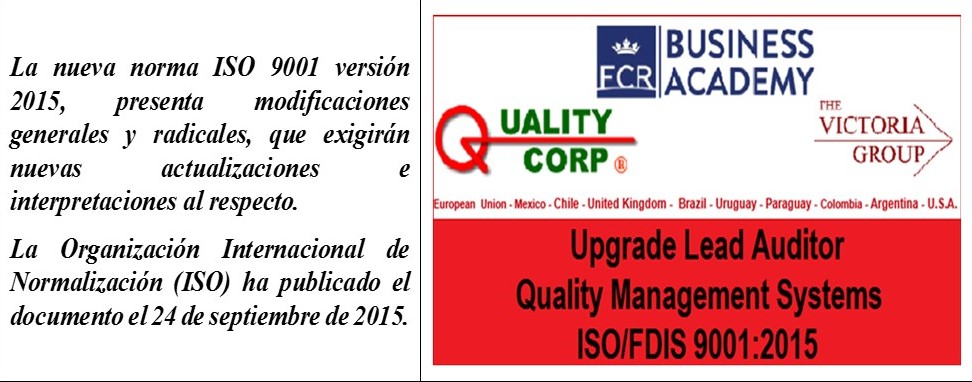 La nueva norma ISO 9001 versión
2015, presenta modificaciones
generales y radicales, que exigirán
nuevas actualizaciones e
interpretaciones al respecto.
La Organización Internacional de
Normalización (ISO) ha publicado el
documento el 24 de septiembre de 2015.
FCR BUSINESS
ACADEMY
QUALITY
CORP ®
THE
VICTORIA
GROUP
European Union - Mexico - Chile - United Kingdom - Brazil - Uruguay - Paraguay - Colombia - Argentina - U.S.A.
Upgrade Lead Auditor
Quality Management Systems
ISO/FDIS 9001:2015